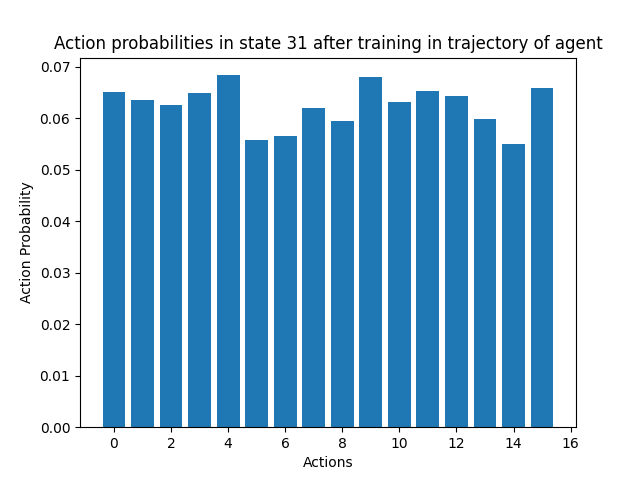 Action probabilities in state 31 after training in trajectory of agent
0.07
0.06
0.05
0.04
0.03
0.02
0.01
0.00
Action Probability
0 2 4 6 8 10 12 14 16
Actions